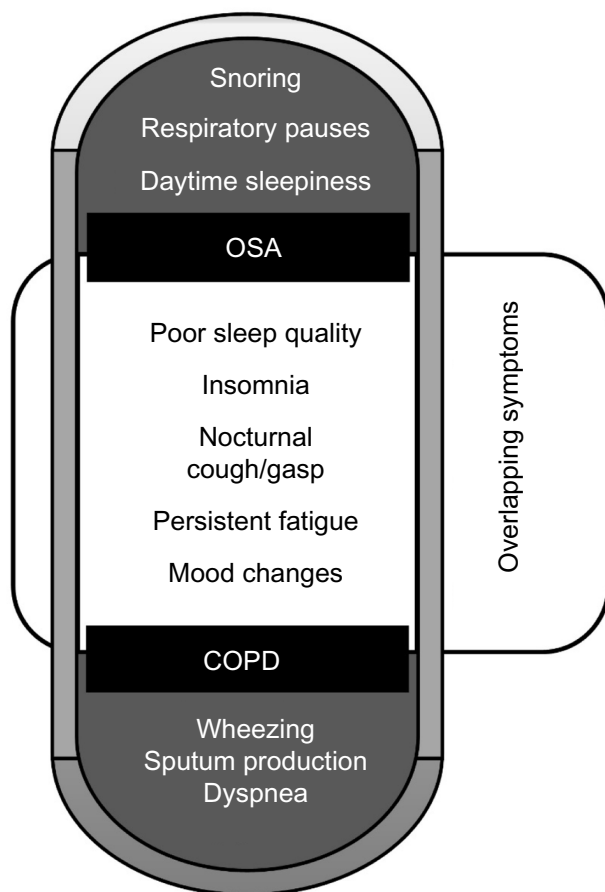 Snoring
Respiratory pauses
Daytime sleepiness
OSA
Poor sleep quality
Insomnia
Nocturnal
cough/gasp
Persistent fatigue
Mood changes
Overlapping symptoms
COPD
Wheezing
Sputum production
Dyspnea